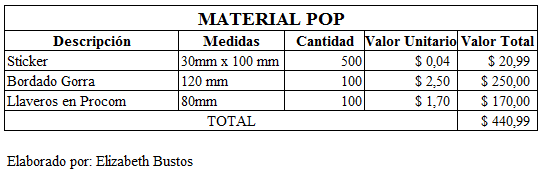 MATERIAL POP
Descripción Medidas Cantidad Valor Unitario Valor Total
Sticker 30mm x 100 mm 500 $ 0,04 $ 20,99
Bordado Gorra 120 mm 100 $ 2,50 $ 250,00
Llaveros en Procom 80mm 100 $ 1,70 $ 170,00
TOTAL $ 440,99
Elaborado por: Elizabeth Bustos